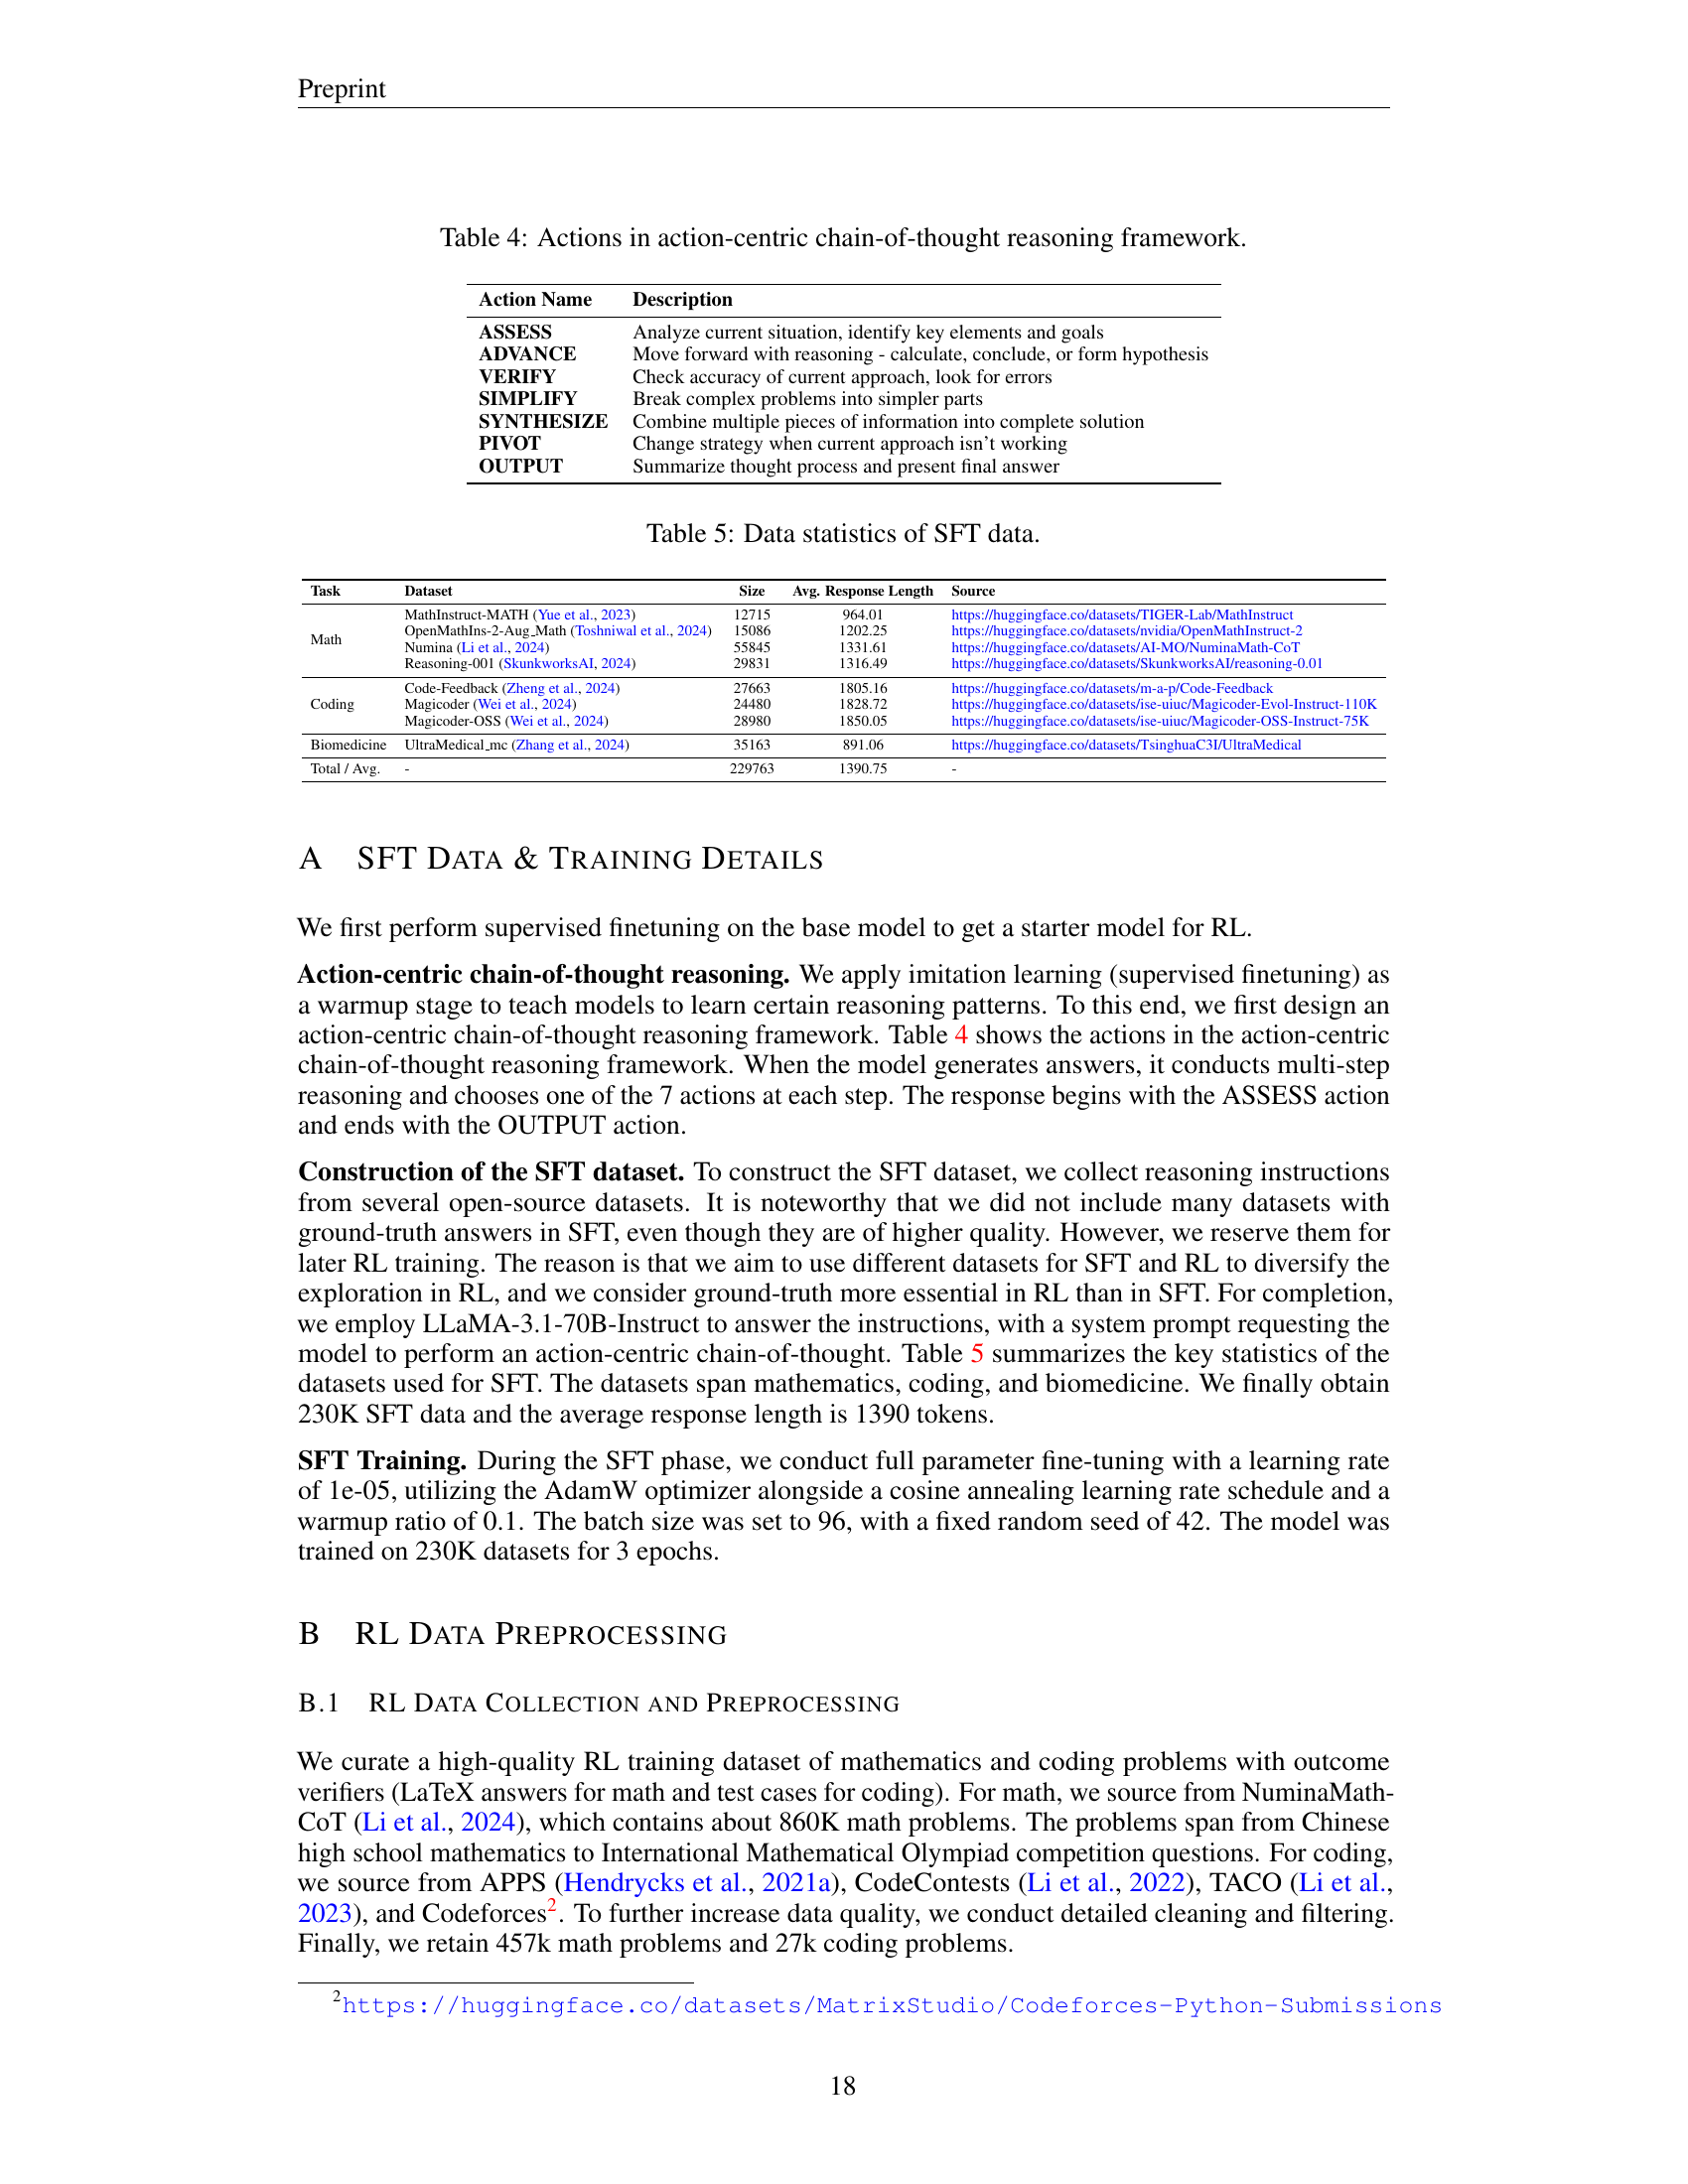 Preprint
Table 4: Actions in action-centric chain-of-thought reasoning framework.
Action Name Description
ASSESS Analyze current situation, identify key elements and goals
ADVANCE Move forward with reasoning - calculate, conclude, or form hypothesis
VERIFY Check accuracy of current approach, look for errors
SIMPLIFY Break complex problems into simpler parts
SYNTHESIZE Combine multiple pieces of information into complete solution
PIVOT Change strategy when current approach isn't working
OUTPUT Summarize thought process and present final answer
Table 5: Data statistics of SFT data.
Task Dataset Size Avg. Response Length Source
MathInstruct-MATH (Yue et al., 2023) 12715 964.01 https://huggingface.co/datasets/TIGER-Lab/MathInstruct
OpenMathIns-2-Aug_Math (Toshniwal et al., 2024) 15086 1202.25 https://huggingface.co/datasets/nvidia/OpenMathInstruct-2
Math
Numina (Li et al., 2024) 55845 1331.61 https://huggingface.co/datasets/AI-MO/NuminaMath-CoT
Reasoning-001 (SkunkworksAI, 2024) 29831 1316.49 https://huggingface.co/datasets/SkunkworksAI/reasoning-0.01
Code-Feedback (Zheng et al., 2024) 27663 1805.16 https://huggingface.co/datasets/m-a-p/Code-Feedback
Coding Magicoder (Wei et al., 2024) 24480 1828.72 https://huggingface.co/datasets/ise-uiuc/Magicoder-Evol-Instruct-110K
Magicoder-OSS (Wei et al., 2024) 28980 1850.05 https://huggingface.co/datasets/ise-uiuc/Magicoder-OSS-Instruct-75K
Biomedicine UltraMedical_mc (Zhang et al., 2024) 35163 891.06 https://huggingface.co/datasets/TsinghuaC3I/UltraMedical
Total / Avg. - 229763 1390.75 -
A SFT DATA & TRAINING DETAILS
We first perform supervised finetuning on the base model to get a starter model for RL.
Action-centric chain-of-thought reasoning. We apply imitation learning (supervised finetuning) as
a warmup stage to teach models to learn certain reasoning patterns. To this end, we first design an
action-centric chain-of-thought reasoning framework. Table 4 shows the actions in the action-centric
chain-of-thought reasoning framework. When the model generates answers, it conducts multi-step
reasoning and chooses one of the 7 actions at each step. The response begins with the ASSESS action
and ends with the OUTPUT action.
Construction of the SFT dataset. To construct the SFT dataset, we collect reasoning instructions
from several open-source datasets. It is noteworthy that we did not include many datasets with
ground-truth answers in SFT, even though they are of higher quality. However, we reserve them for
later RL training. The reason is that we aim to use different datasets for SFT and RL to diversify the
exploration in RL, and we consider ground-truth more essential in RL than in SFT. For completion,
we employ LLaMA-3.1-70B-Instruct to answer the instructions, with a system prompt requesting the
model to perform an action-centric chain-of-thought. Table 5 summarizes the key statistics of the
datasets used for SFT. The datasets span mathematics, coding, and biomedicine. We finally obtain
230K SFT data and the average response length is 1390 tokens.
SFT Training. During the SFT phase, we conduct full parameter fine-tuning with a learning rate
of 1e-05, utilizing the AdamW optimizer alongside a cosine annealing learning rate schedule and a
warmup ratio of 0.1. The batch size was set to 96, with a fixed random seed of 42. The model was
trained on 230K datasets for 3 epochs.
B RL DATA PREPROCESSING
B.1 RL DATA COLLECTION AND PREPROCESSING
We curate a high-quality RL training dataset of mathematics and coding problems with outcome
verifiers (LaTeX answers for math and test cases for coding). For math, we source from NuminaMath-
CoT (Li et al., 2024), which contains about 860K math problems. The problems span from Chinese
high school mathematics to International Mathematical Olympiad competition questions. For coding,
we source from APPS (Hendrycks et al., 2021a), CodeContests (Li et al., 2022), TACO (Li et al.,
2023), and Codeforces2. To further increase data quality, we conduct detailed cleaning and filtering.
Finally, we retain 457k math problems and 27k coding problems.
2https://huggingface.co/datasets/MatrixStudio/Codeforces-Python-Submissions
18